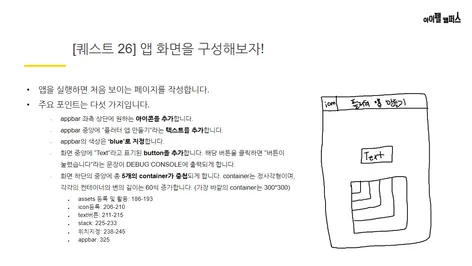 아이펠 캠퍼스
[퀘스트 26] 앱 화면을 구성해보자!
• 앱을 실행하면 처음 보이는 페이지를 작성합니다.
• 주요 포인트는 다섯 가지입니다.
appbar 좌측 상단에 원하는 아이콘을 추가합니다.
appbar 중앙에 "플러터 앱 만들기"라는 텍스트를 추가합니다.
appbar의 색상은 'blue'로 지정합니다.
화면 중앙에 "Text"라고 표기된 button을 추가합니다. 해당 버튼을 클릭하면 "버튼이
눌렸습니다"라는 문장이 DEBUG CONSOLE에 출력되게 합니다.
화면 하단의 중앙에 총 5개의 container가 중첩되게 합니다. container는 정사각형이며,
각각의 컨테이너의 변의 길이는 60씩 증가합니다. (가장 바깥의 container는 300*300)
• assets 등록 및 활용: 186-193
• icon등록: 206-210
• text버튼: 211-215
• stack: 225-233
• 위치지정: 238-245
• appbar: 325
icon 플러터 앱 만들기
Text